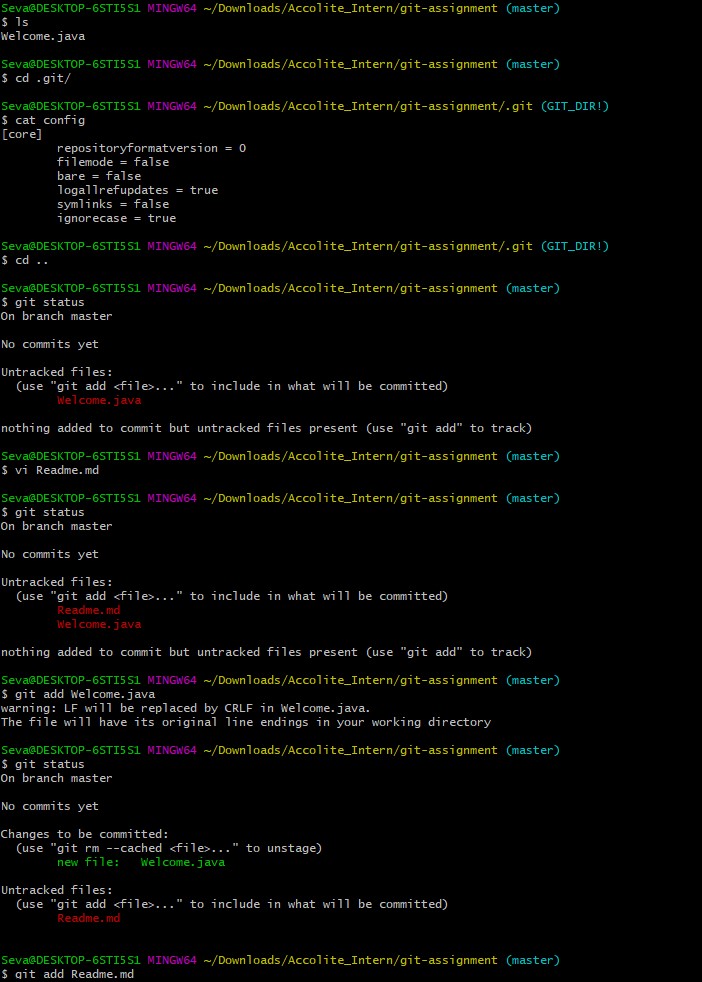 Seva@DESKTOP-6STI5S1 MINGW64 ~/Downloads/Accolite_Intern/git-assignment (master)
$ ls
Welcome.java
Seva@DESKTOP-6STI5S1 MINGW64 ~/Downloads/Accolite_Intern/git-assignment (master)
$ cd .git/
Seva@DESKTOP-6STI5S1 MINGW64 ~/Downloads/Accolite_Intern/git-assignment/.git (GIT_DIR!)
$ cat config
[core]
repositoryformatversion = 0
filemode = false
bare = false
logallrefupdates = true
symlinks = false
ignorecase = true
Seva@DESKTOP-6STI5S1 MINGW64 ~/Downloads/Accolite_Intern/git-assignment/.git (GIT_DIR!)
$ cd ..
Seva@DESKTOP-6STI5S1 MINGW64 ~/Downloads/Accolite_Intern/git-assignment (master)
$ git status
On branch master
No commits yet
Untracked files:
(use "git add <file>..." to include in what will be committed)
Welcome.java
nothing added to commit but untracked files present (use "git add" to track)
Seva@DESKTOP-6STI5S1 MINGW64 ~/Downloads/Accolite_Intern/git-assignment (master)
$ vi Readme.md
Seva@DESKTOP-6STI5S1 MINGW64 ~/Downloads/Accolite_Intern/git-assignment (master)
$ git status
On branch master
No commits yet
Untracked files:
(use "git add <file>..." to include in what will be committed)
Readme.md
Welcome.java
nothing added to commit but untracked files present (use "git add" to track)
Seva@DESKTOP-6STI5S1 MINGW64 ~/Downloads/Accolite_Intern/git-assignment (master)
$ git add Welcome.java
warning: LF will be replaced by CRLF in Welcome.java.
The file will have its original line endings in your working directory
Seva@DESKTOP-6STI5S1 MINGW64 ~/Downloads/Accolite_Intern/git-assignment (master)
$ git status
On branch master
No commits yet
Changes to be committed:
(use "git rm --cached <file>..." to unstage)
new file:   Welcome.java
Untracked files:
(use "git add <file>..." to include in what will be committed)
Readme.md
Seva@DESKTOP-6STI5S1 MINGW64 ~/Downloads/Accolite_Intern/git-assignment (master)
$ git add Readme.md